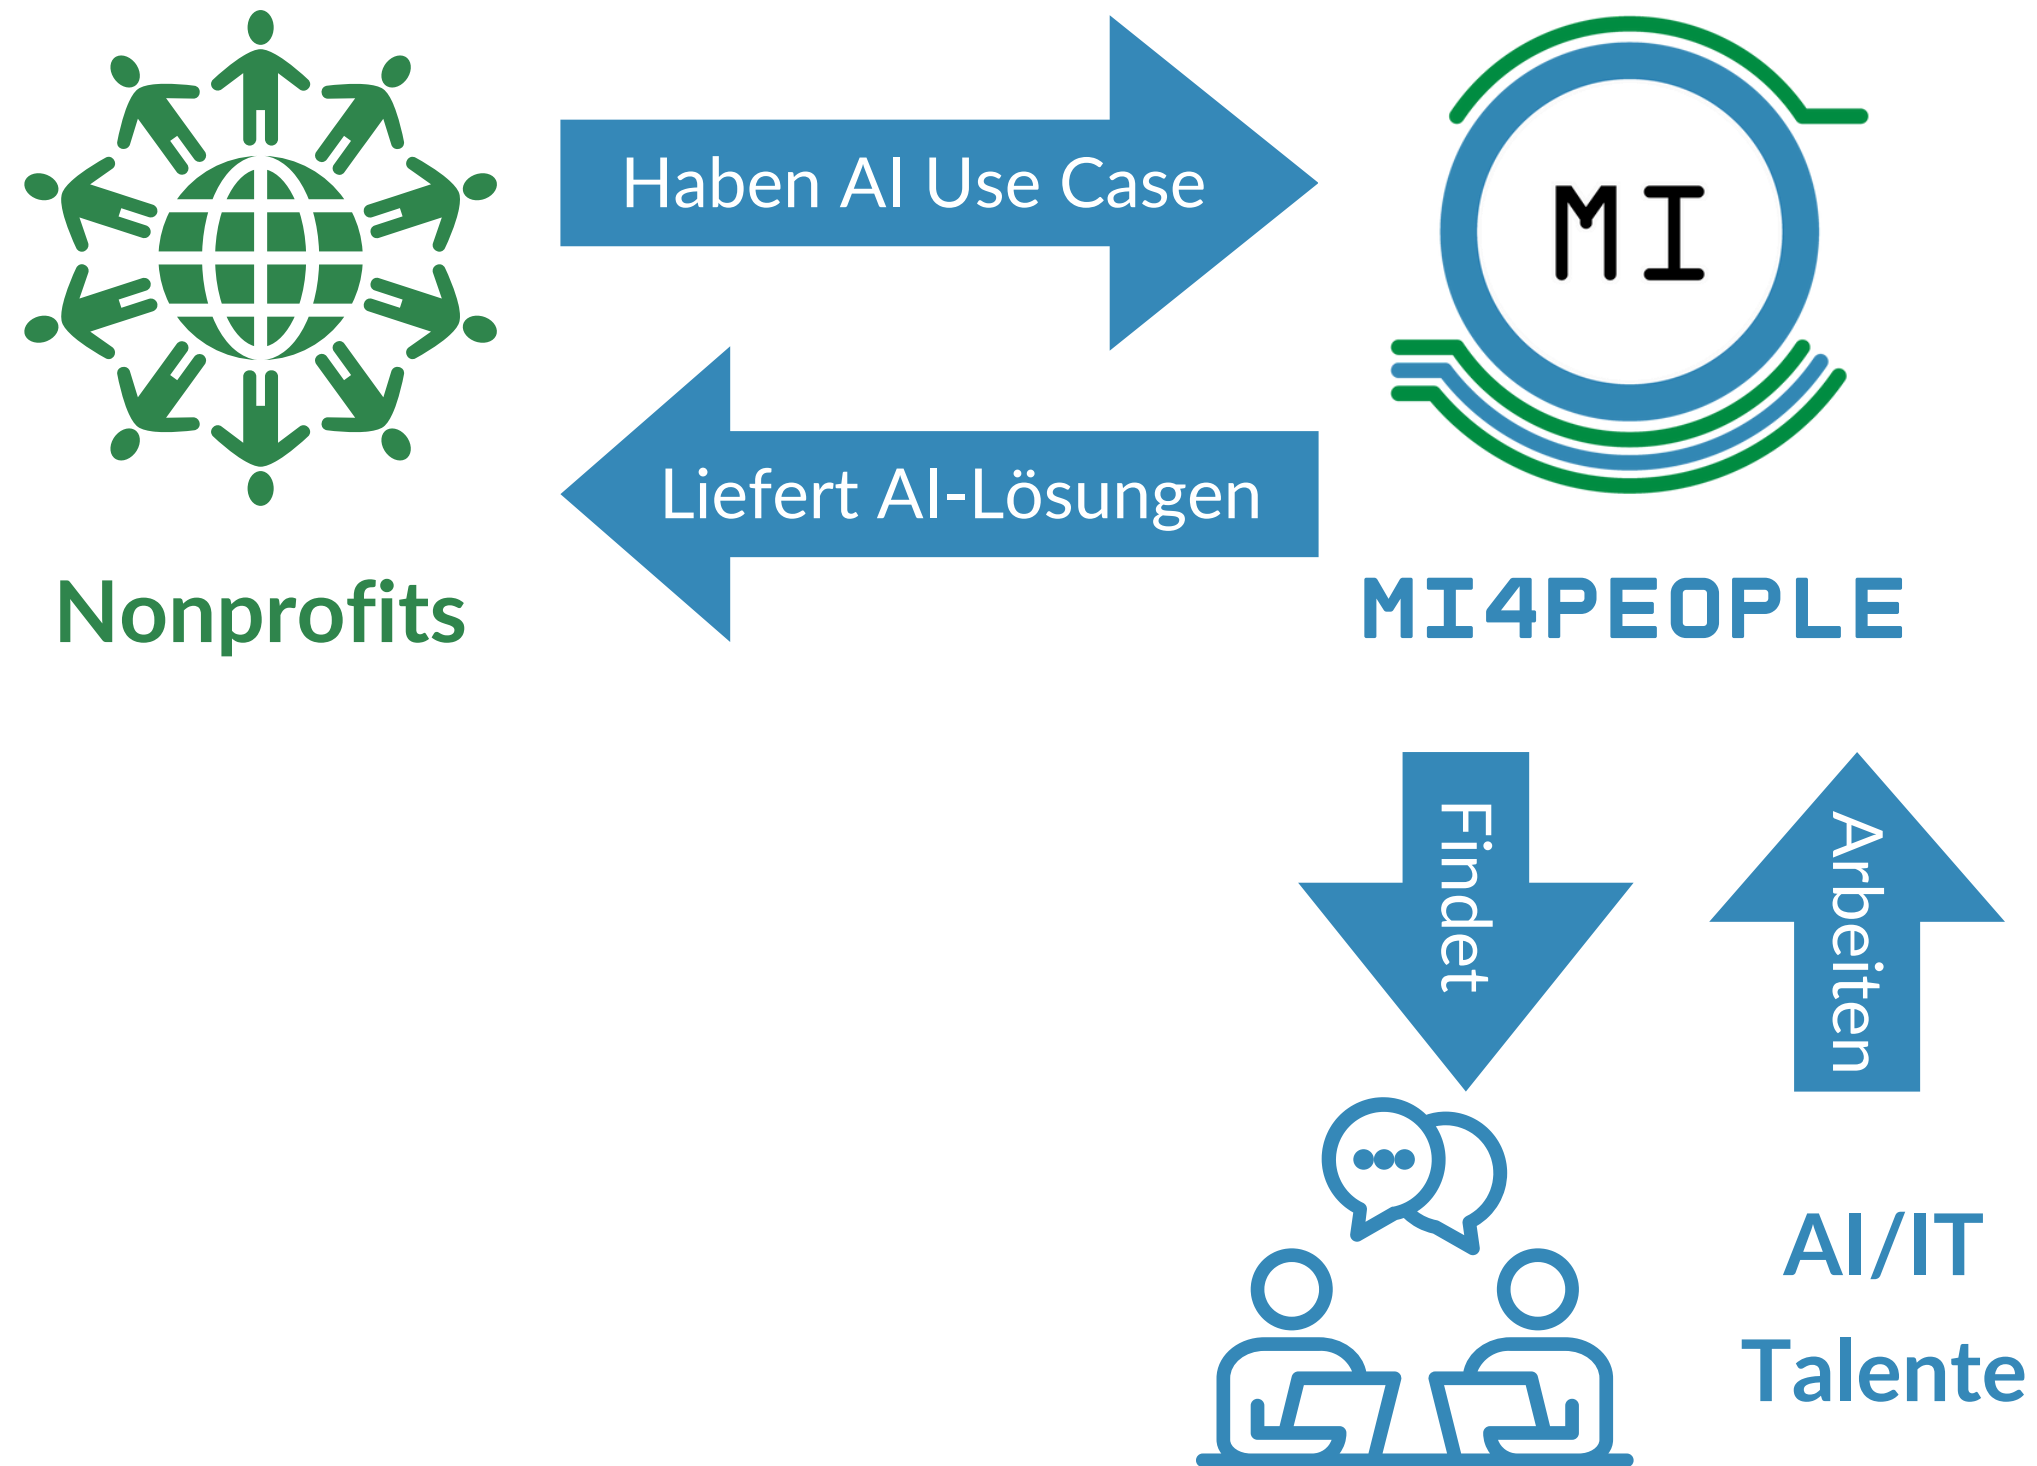 Haben AI Use Case
MI
Liefert AI-Lösungen
Nonprofits
MI4PEOPLE
Findet
Arbeiten
AI/IT
Talente